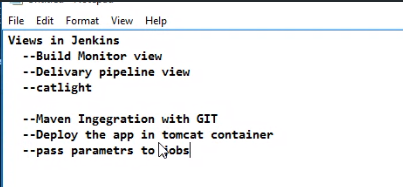 File Edit Format View Help
Views in Jenkins
--Build Monitor view
--Delivary pipeline view
--catlight
--Maven Ingegration with GIT
--Deploy the app in tomcat container
--pass parametrs to jobs